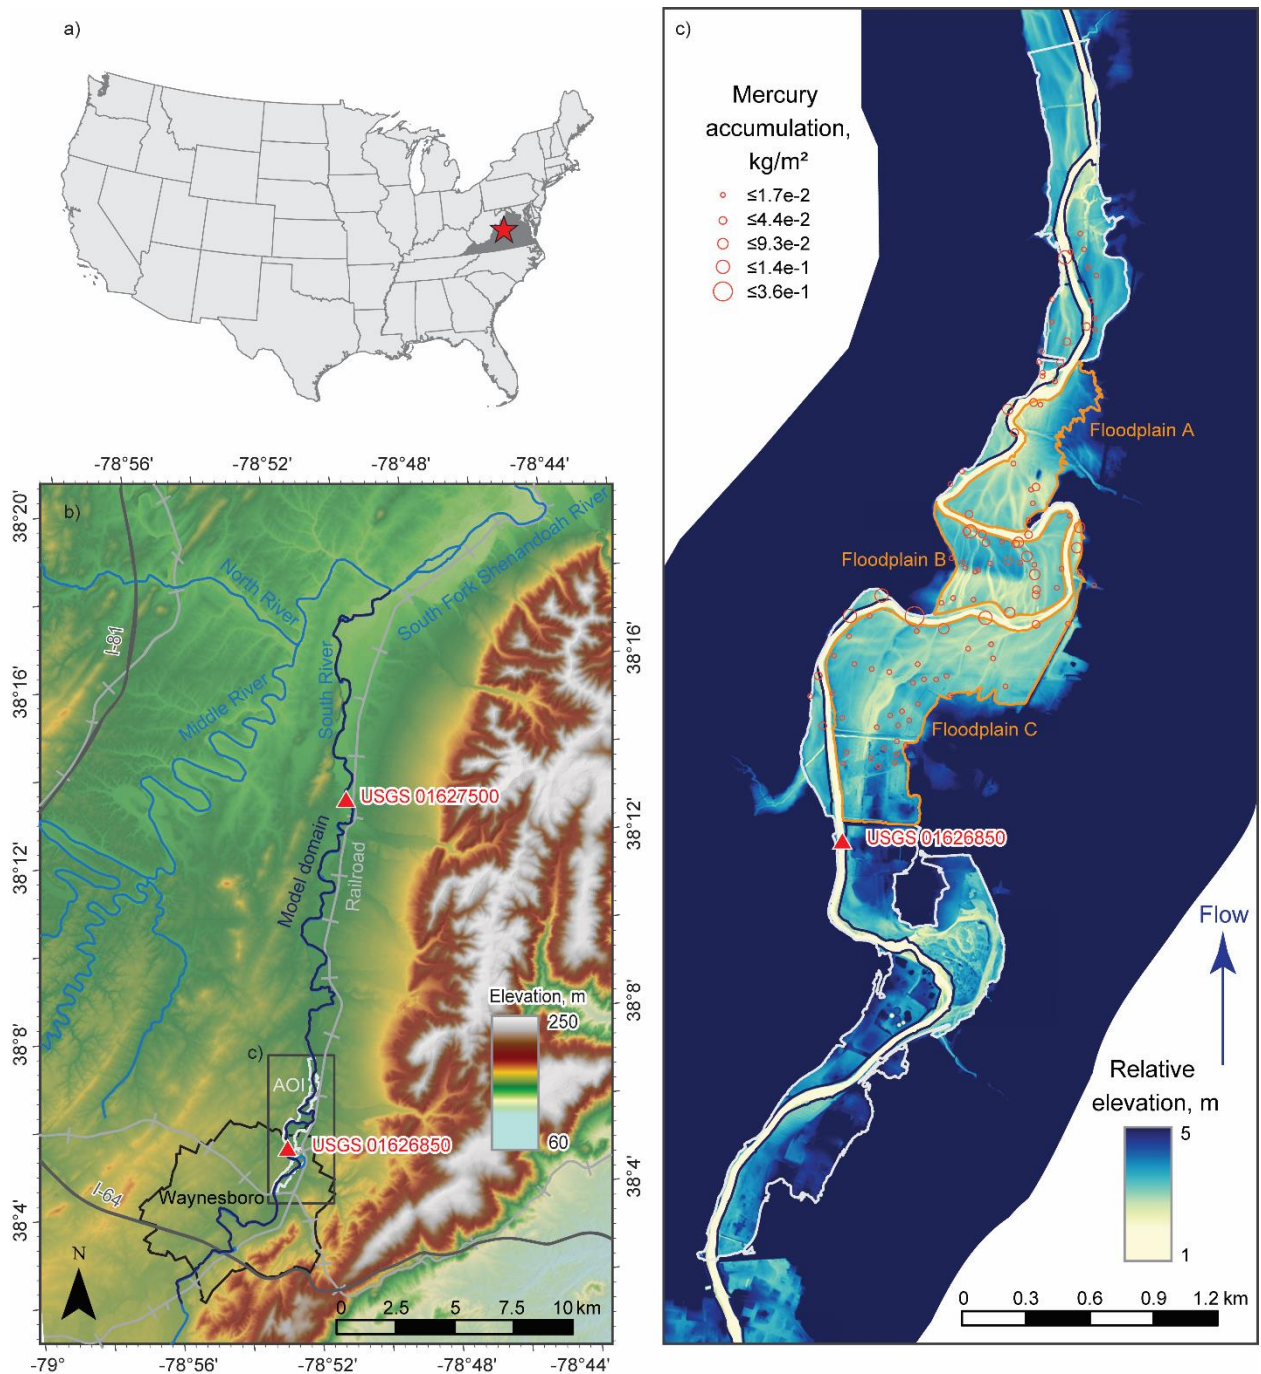 a)
c)
Mercury
accumulation,
kg/m²
≤1.7e-2
≤4.4e-2
≤9.3e-2
≤1.4e-1
≤3.6e-1
Floodplain A
Floodplain B
Floodplain C
USGS 01626850
Flow
Relative
elevation, m
5
1
0 0.3 0.6 0.9 1.2 km
-78°56' -78°52' -78°48' -78°44'
b)
38°20'
38°16'
38°12'
38°8'
38°4'
38°20'
38°16'
38°12'
38°8'
38°4'
I-81
North River
South Fork Shenandoah River
Middle River
South River
USGS 01627500
Model domain
Railroad
Elevation, m
250
60
c)
AOI
USGS 01626850
Waynesboro
I-64
N
0 2.5 5 7.5 10 km
-79° -78°56' -78°52' -78°48' -78°44'